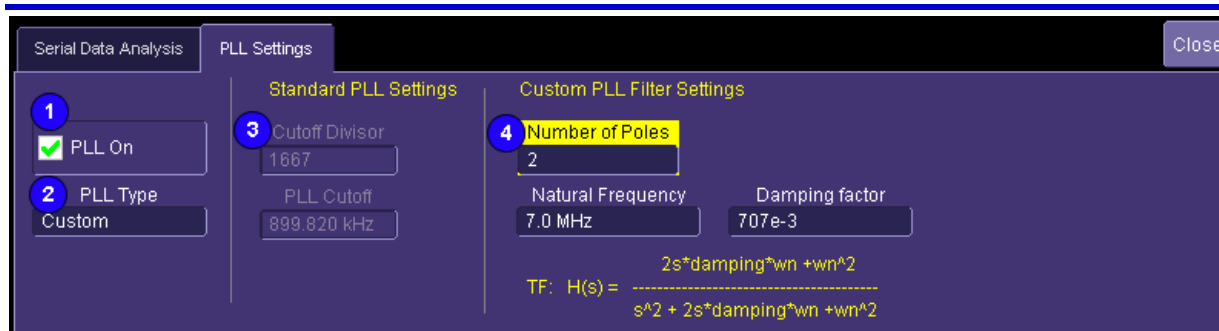 Serial Data Analysis
PLL Settings
Close
1
PLL On
2
PLL Type
Custom
Standard PLL Settings
3
Cutoff Divisor
1667
PLL Cutoff
899.820 kHz
Custom PLL Filter Settings
4
Number of Poles
2
Natural Frequency
7.0 MHz
Damping factor
707e-3
2s*damping*wn +wn^2
TF: H(s) = ----------------------------------------
s^2 + 2s*damping*wn +wn^2